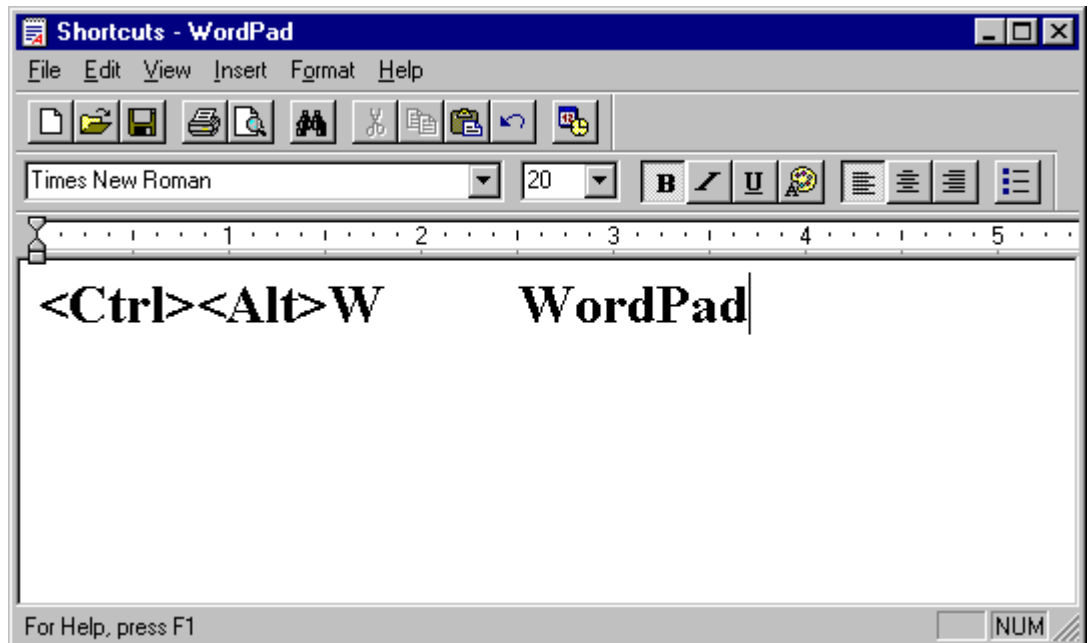 Shortcuts - WordPad
File Edit View Insert Format Help
Times New Roman 20 B I U
1 2 3 4 5
<Ctrl><Alt>W WordPad
For Help, press F1 NUM